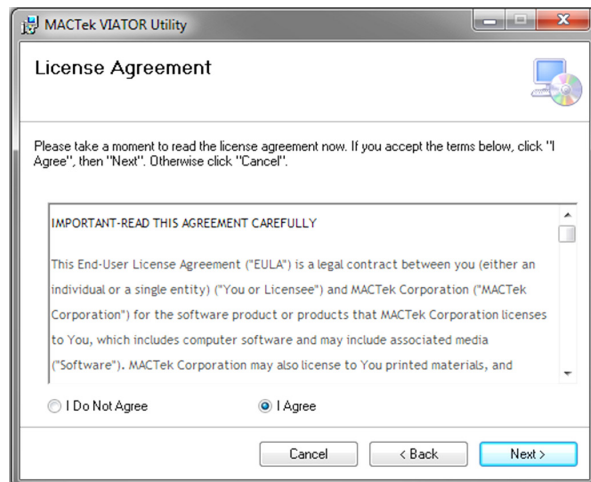 MACTek VIATOR Utility
License Agreement
Please take a moment to read the license agreement now. If you accept the terms below, click "I
Agree", then "Next". Otherwise click "Cancel".
IMPORTANT-READ THIS AGREEMENT CAREFULLY
This End-User License Agreement ("EULA") is a legal contract between you (either an
individual or a single entity) ("You or Licensee") and MACTek Corporation ("MACTek
Corporation") for the software product or products that MACTek Corporation licenses
to You, which includes computer software and may include associated media
("Software"). MACTek Corporation may also license to You printed materials, and
I Do Not Agree I Agree
Cancel < Back Next >